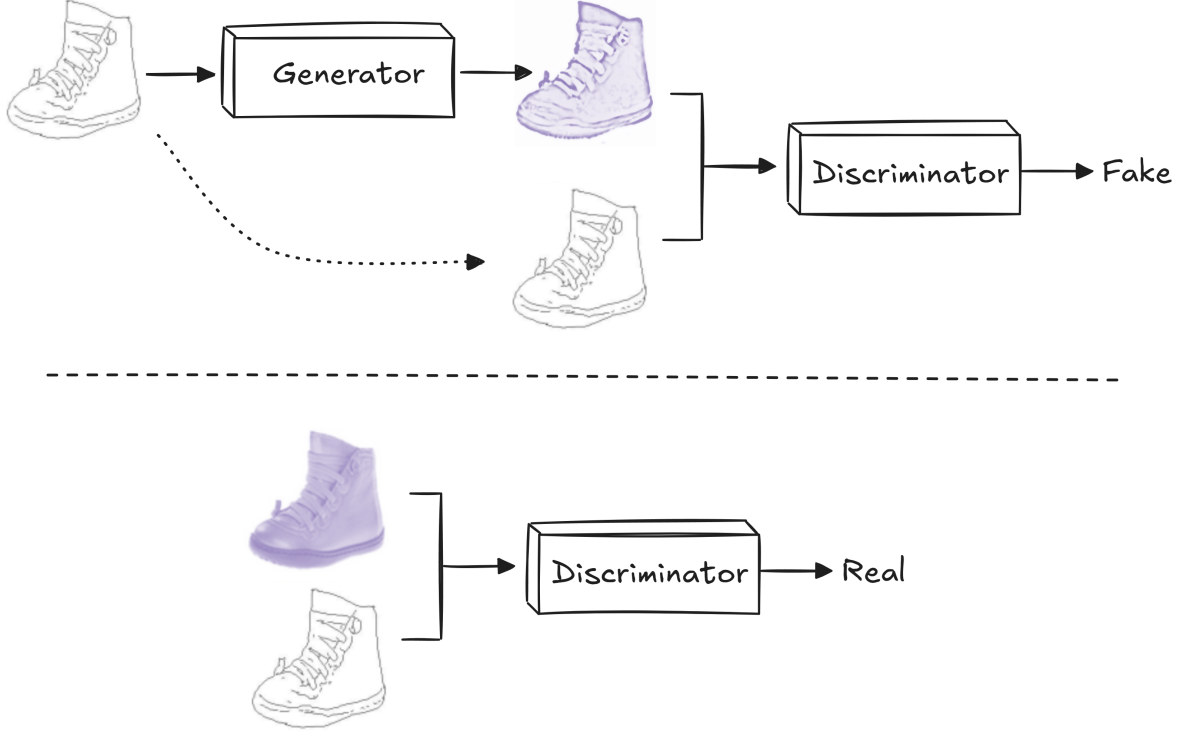 Generator
Discriminator
Fake
Discriminator
Real